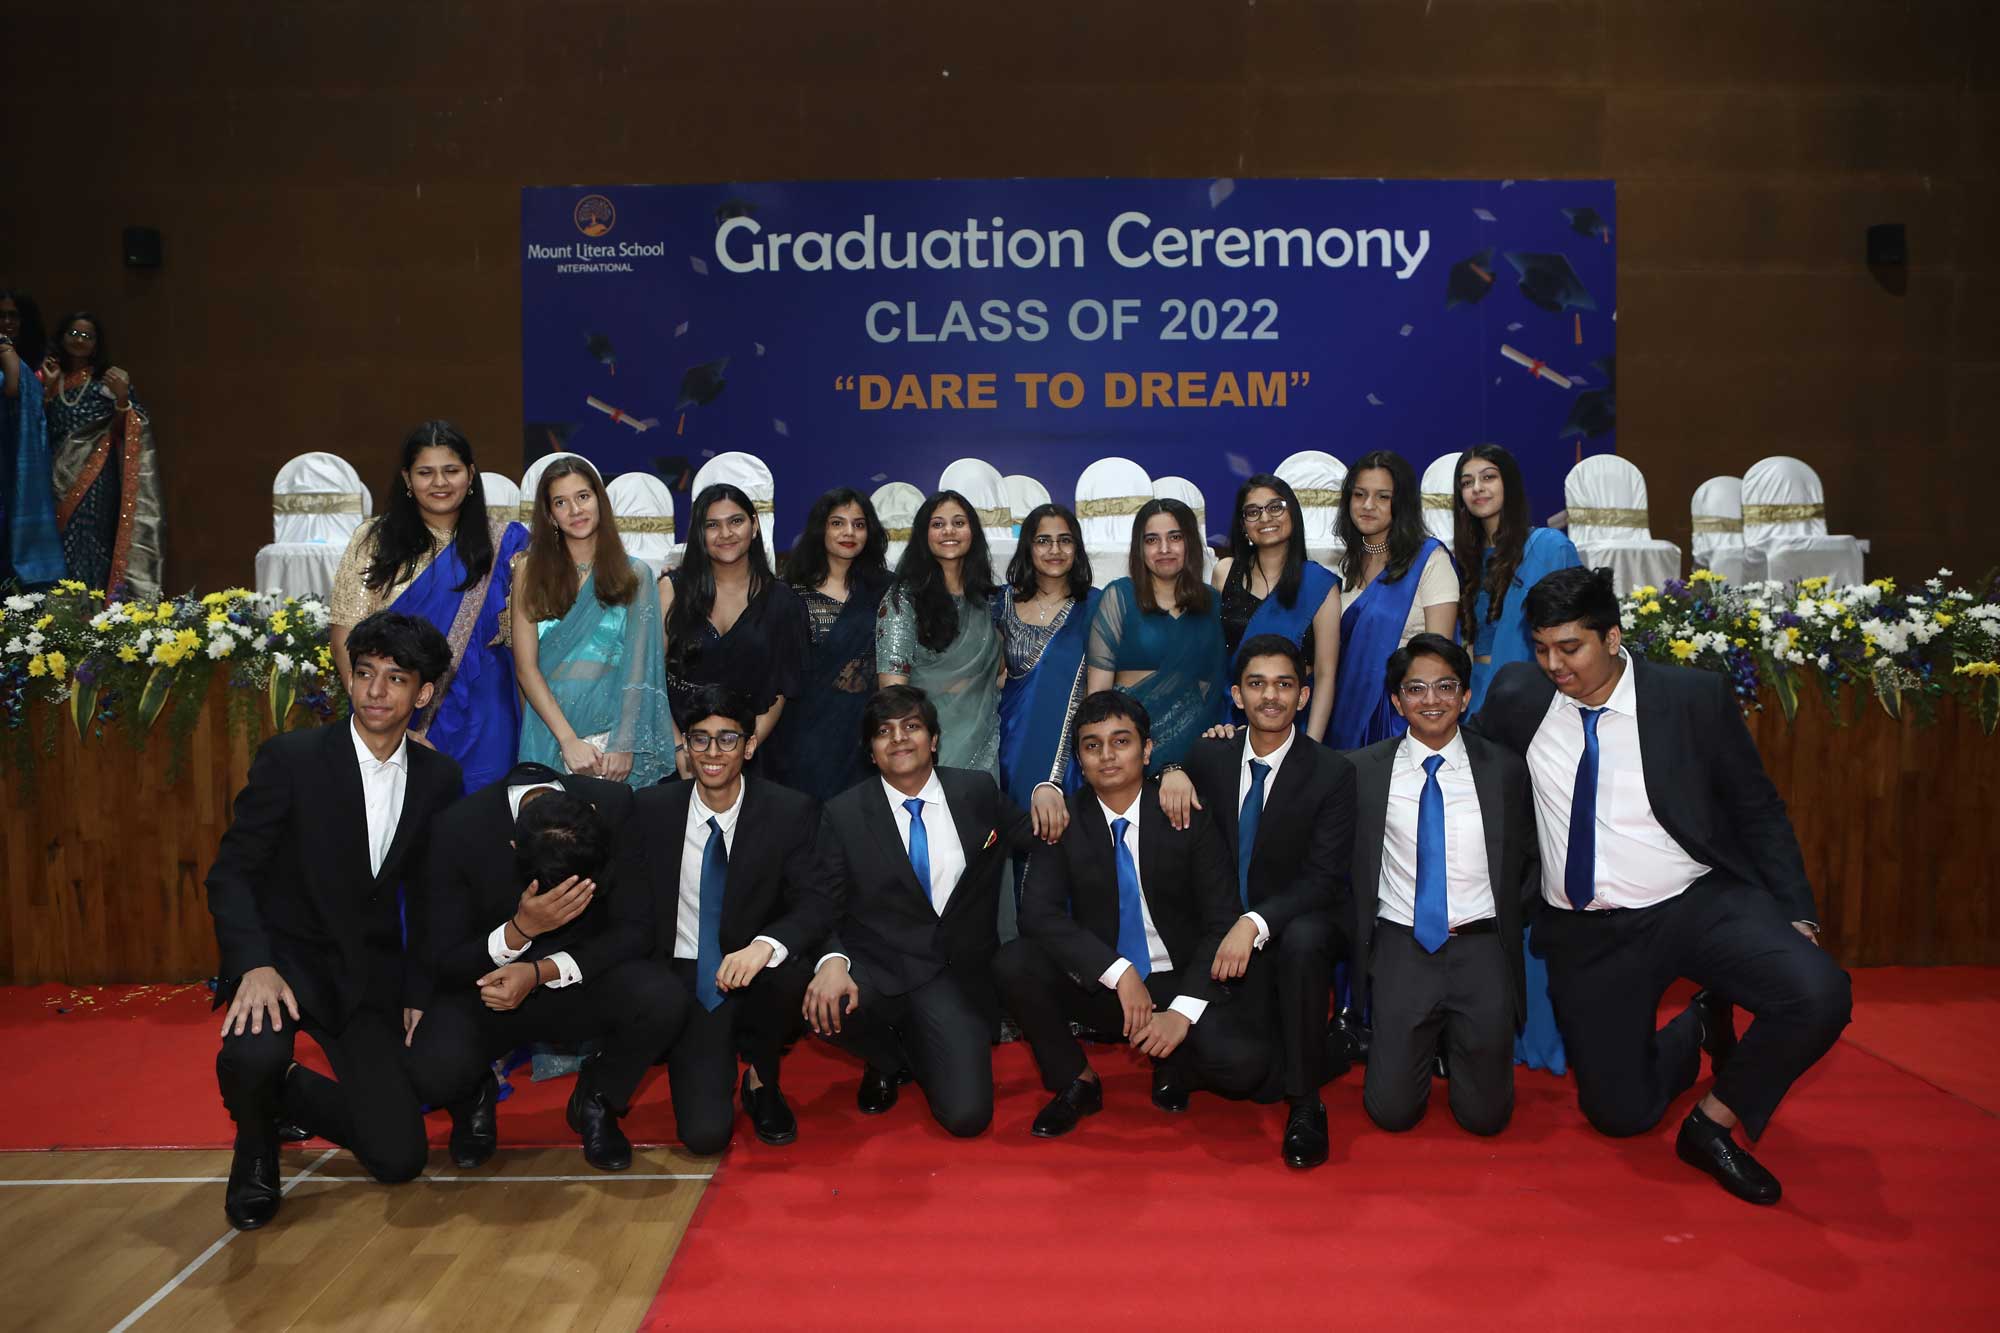 Mount Litera School
INTERNATIONAL
Graduation Ceremony
CLASS OF 2022
“DARE TO DREAM”